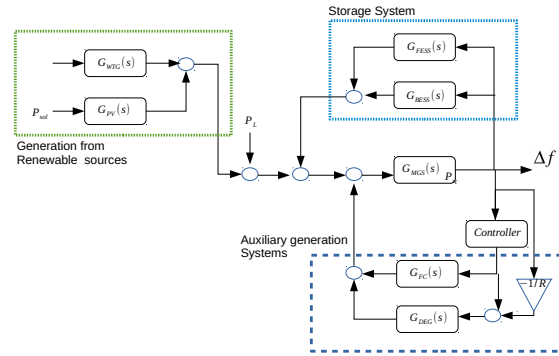 Storage System
G_FESS(s)
G_WTG(s)
G_BESS(s)
P_sol
G_PV(s)
P_L
Generation from
Renewable sources
G_MGS(s)
P
Δf
Controller
Auxiliary generation
Systems
G_FC(s)
−1/R
G_DEG(s)